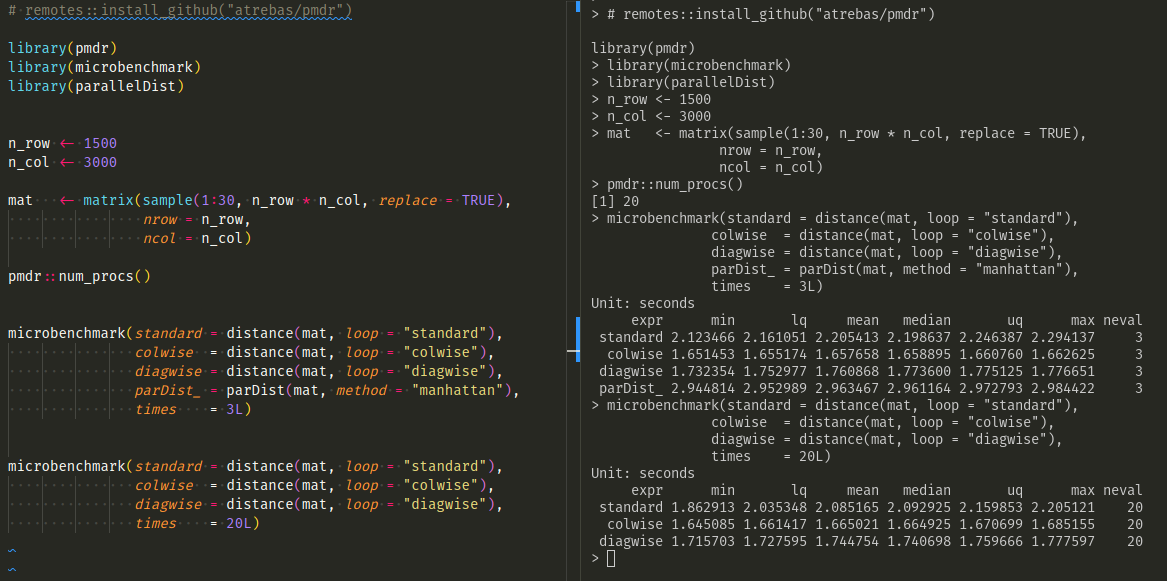 # remotes::install_github("atrebas/pmdr")

library(pmdr)
library(microbenchmark)
library(parallelDist)

n_row <- 1500
n_col <- 3000

mat   <- matrix(sample(1:30, n_row * n_col, replace = TRUE),
                nrow = n_row,
                ncol = n_col)

pmdr::num_procs()

microbenchmark(standard = distance(mat, loop = "standard"),
               colwise  = distance(mat, loop = "colwise"),
               diagwise = distance(mat, loop = "diagwise"),
               parDist_ = parDist(mat, method = "manhattan"),
               times    = 3L)

microbenchmark(standard = distance(mat, loop = "standard"),
               colwise  = distance(mat, loop = "colwise"),
               diagwise = distance(mat, loop = "diagwise"),
               times    = 20L)

> # remotes::install_github("atrebas/pmdr")

library(pmdr)
> library(microbenchmark)
> library(parallelDist)
> n_row <- 1500
> n_col <- 3000
> mat   <- matrix(sample(1:30, n_row * n_col, replace = TRUE),
                nrow = n_row,
                ncol = n_col)
> pmdr::num_procs()
[1] 20
> microbenchmark(standard = distance(mat, loop = "standard"),
               colwise  = distance(mat, loop = "colwise"),
               diagwise = distance(mat, loop = "diagwise"),
               parDist_ = parDist(mat, method = "manhattan"),
               times    = 3L)
Unit: seconds
     expr      min       lq     mean   median       uq      max neval
 standard 2.123466 2.161051 2.205413 2.198637 2.246387 2.294137     3
  colwise 1.651453 1.655174 1.657658 1.658895 1.660760 1.662625     3
 diagwise 1.732354 1.752977 1.760868 1.773600 1.775125 1.776651     3
 parDist_ 2.944814 2.952989 2.963467 2.961164 2.972793 2.984422     3
> microbenchmark(standard = distance(mat, loop = "standard"),
               colwise  = distance(mat, loop = "colwise"),
               diagwise = distance(mat, loop = "diagwise"),
               times    = 20L)
Unit: seconds
     expr      min       lq     mean   median       uq      max neval
 standard 1.862913 2.035348 2.085165 2.092925 2.159853 2.205121    20
  colwise 1.645085 1.661417 1.665021 1.664925 1.670699 1.685155    20
 diagwise 1.715703 1.727595 1.744754 1.740698 1.759666 1.777597    20
>